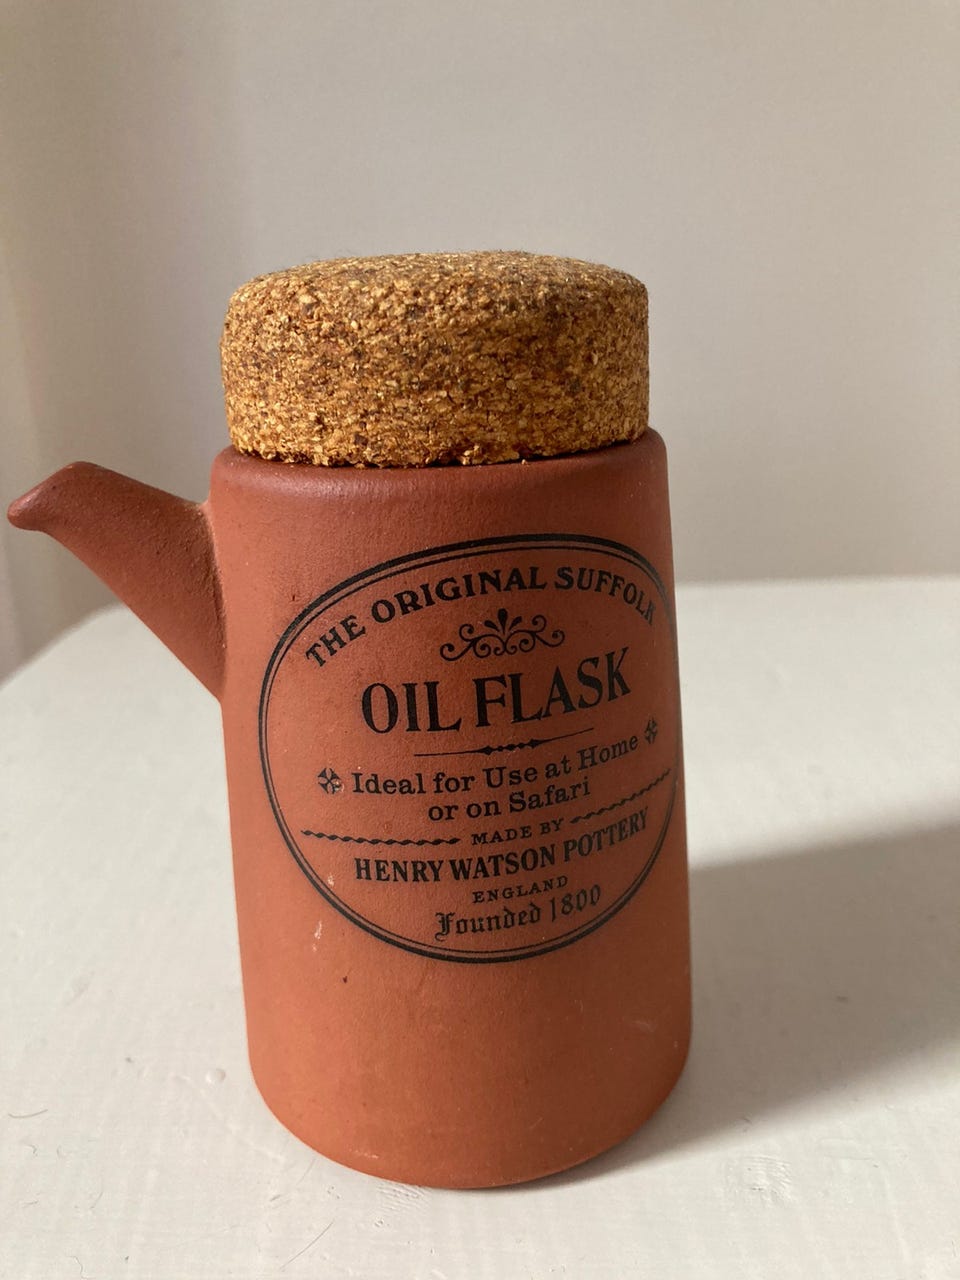 THE ORIGINAL SUFFOLK
OIL FLASK
Ideal for Use at Home
or on Safari
MADE BY
HENRY WATSON POTTERY
ENGLAND
Founded 1800